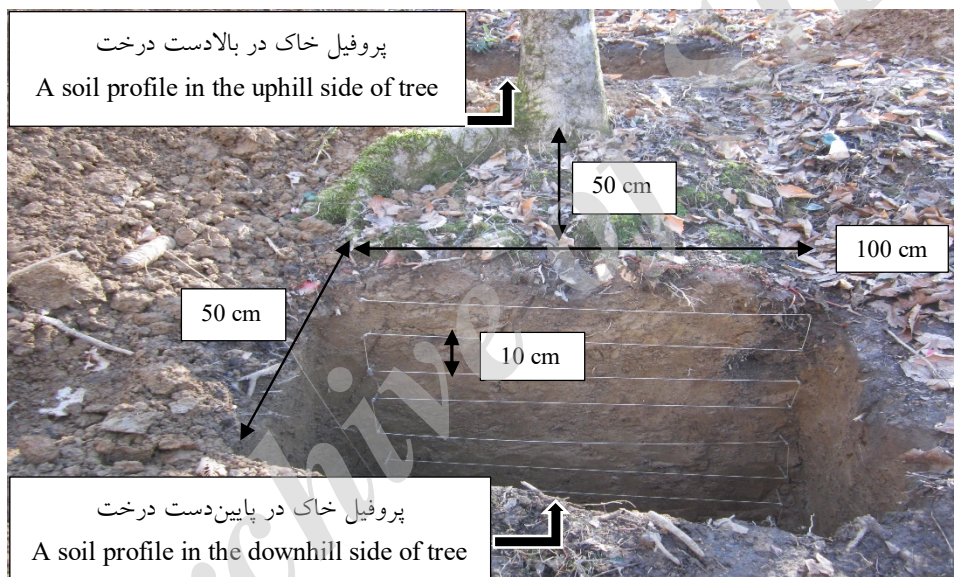 پروفیل خاک در بالادست درخت
A soil profile in the uphill side of tree
50 cm
100 cm
50 cm
10 cm
پروفیل خاک در پایین‌دست درخت
A soil profile in the downhill side of tree